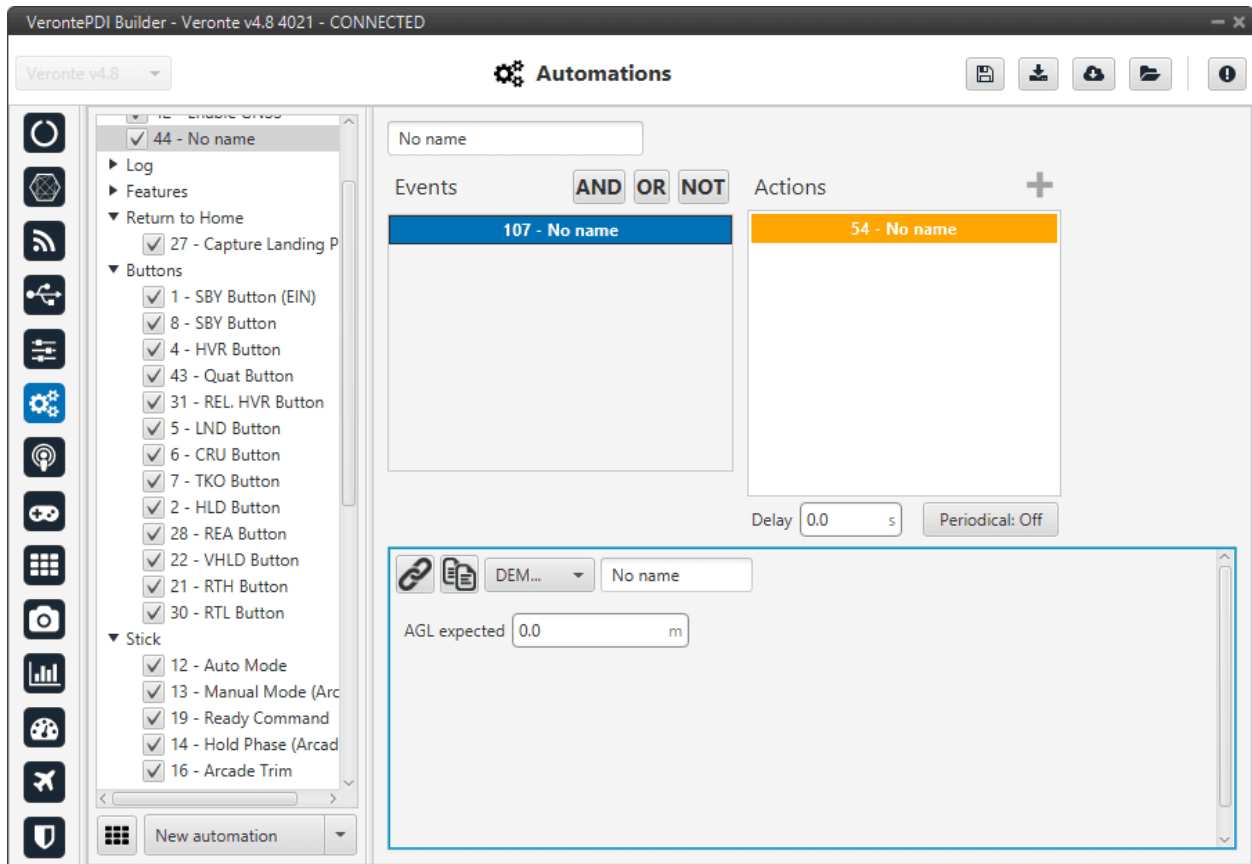 VerontePDI Builder - Veronte v4.8 4021 - CONNECTED
Veronte v4.8
Automations
44 - No name
Log
Features
Return to Home
27 - Capture Landing P
Buttons
1 - SBY Button (EIN)
8 - SBY Button
4 - HVR Button
43 - Quat Button
31 - REL. HVR Button
5 - LND Button
6 - CRU Button
7 - TKO Button
2 - HLD Button
28 - REA Button
22 - VHLD Button
21 - RTH Button
30 - RTL Button
Stick
12 - Auto Mode
13 - Manual Mode (Arc
19 - Ready Command
14 - Hold Phase (Arcad
16 - Arcade Trim
New automation
No name
Events AND OR NOT
107 - No name
Actions
54 - No name
Delay 0.0 s Periodical: Off
DEM... No name
AGL expected 0.0 m